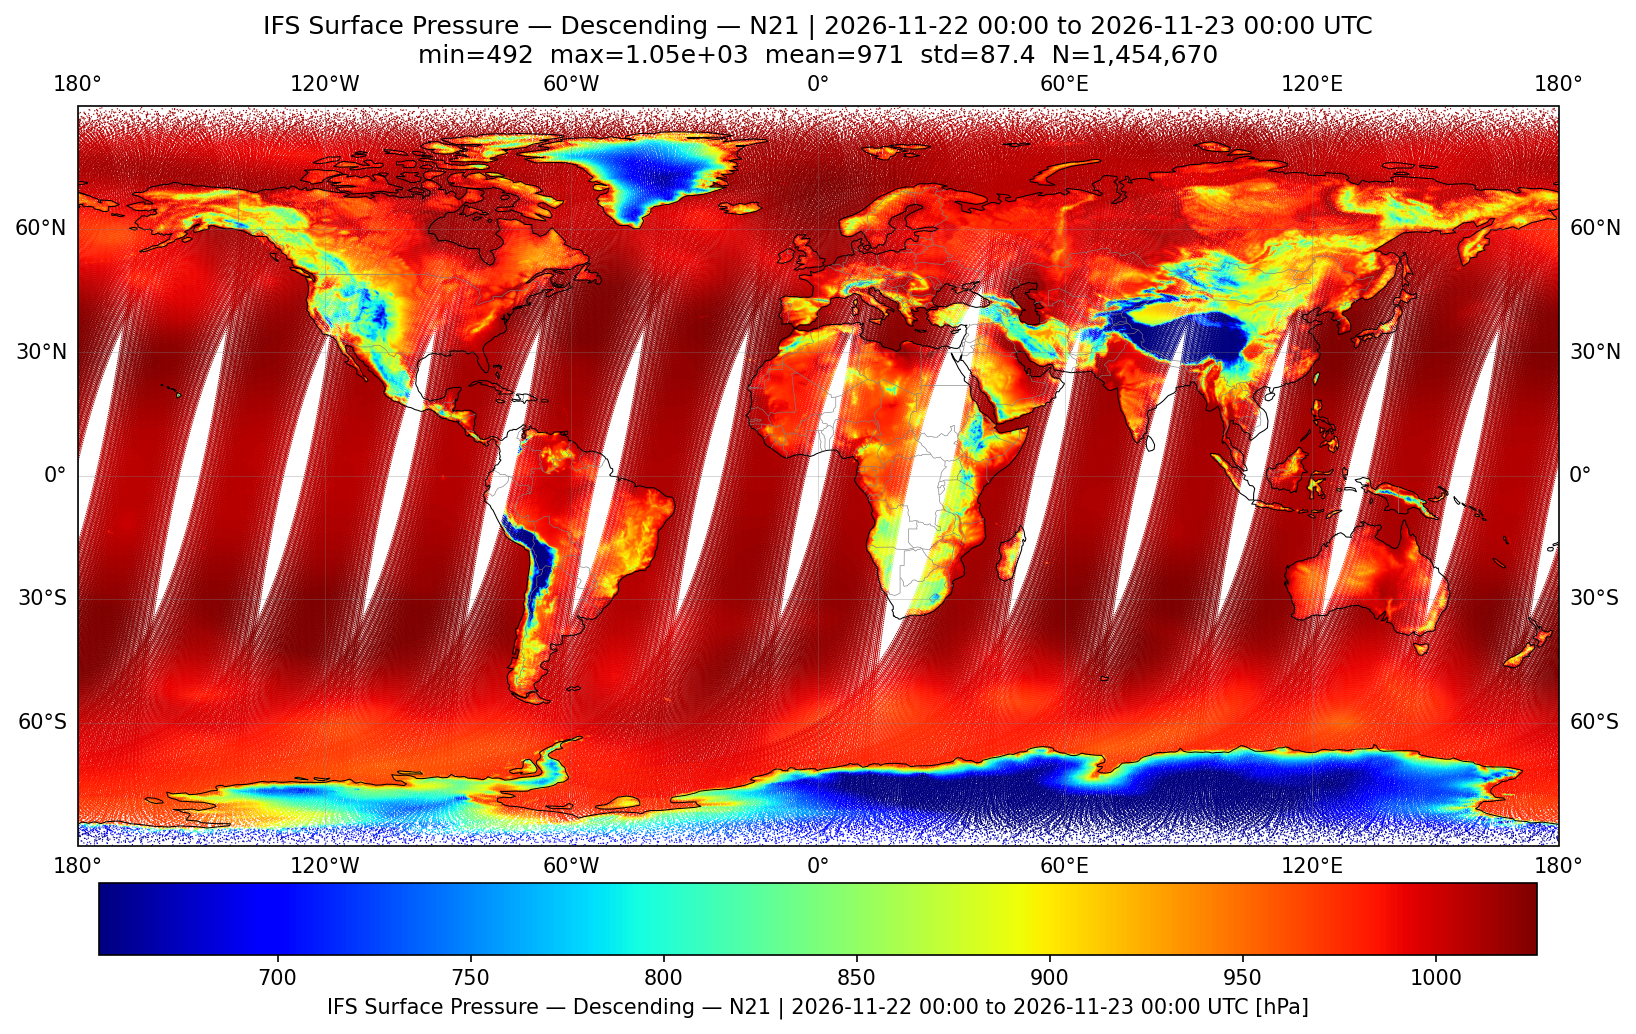 IFS Surface Pressure — Descending — N21 | 2026-11-22 00:00 to 2026-11-23 00:00 UTC
min=492  max=1.05e+03  mean=971  std=87.4  N=1,454,670
180° 120°W 60°W 0° 60°E 120°E 180°
60°N 60°N
30°N 30°N
0° 0°
30°S 30°S
60°S 60°S
180° 120°W 60°W 0° 60°E 120°E 180°
700 750 800 850 900 950 1000
IFS Surface Pressure — Descending — N21 | 2026-11-22 00:00 to 2026-11-23 00:00 UTC [hPa]